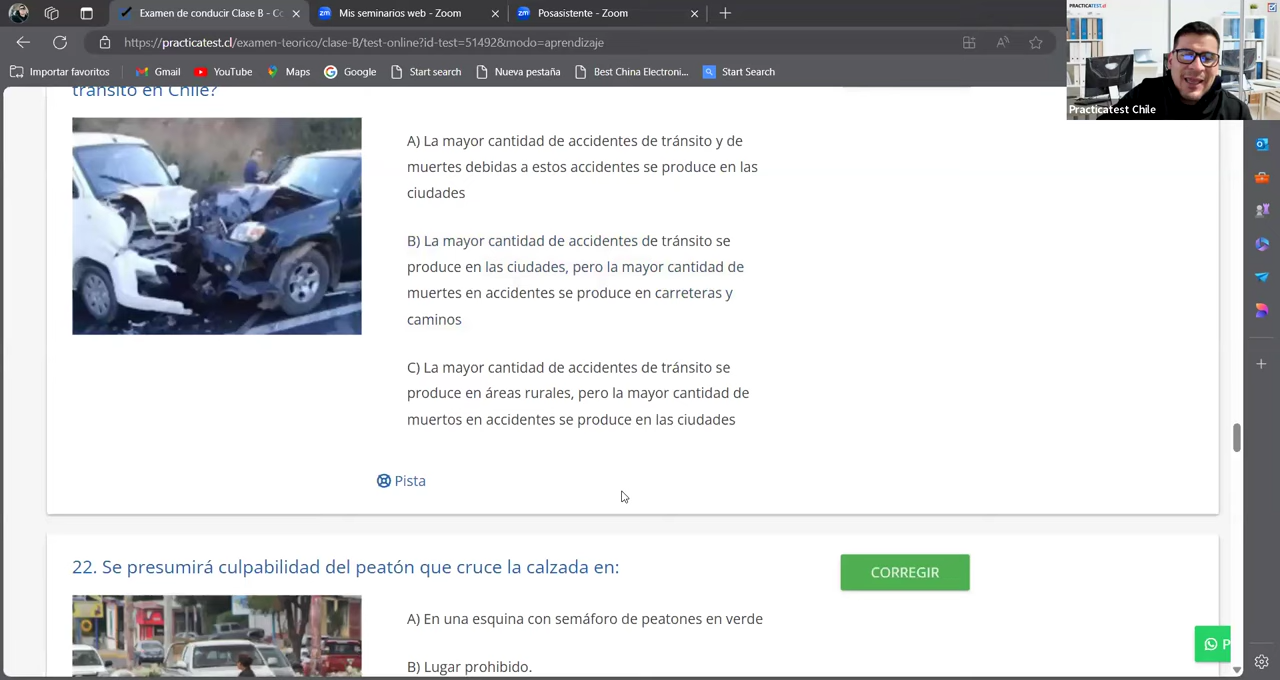 Examen de conducir Clase B - Co
Mis seminarios web - Zoom
Posasistente - Zoom
https://practicatest.cl/examen-teorico/clase-B/test-online?id-test=51492&modo=aprendizaje
Importar favoritos
Gmail
YouTube
Maps
Google
Start search
Nueva pestaña
Best China Electroni...
Start Search
PRACTICATEST.cl
Practicatest Chile
tránsito en Chile?
A) La mayor cantidad de accidentes de tránsito y de
muertes debidas a estos accidentes se produce en las
ciudades
B) La mayor cantidad de accidentes de tránsito se
produce en las ciudades, pero la mayor cantidad de
muertes en accidentes se produce en carreteras y
caminos
C) La mayor cantidad de accidentes de tránsito se
produce en áreas rurales, pero la mayor cantidad de
muertos en accidentes se produce en las ciudades
Pista
22. Se presumirá culpabilidad del peatón que cruce la calzada en:
CORREGIR
A) En una esquina con semáforo de peatones en verde
B) Lugar prohibido.
P